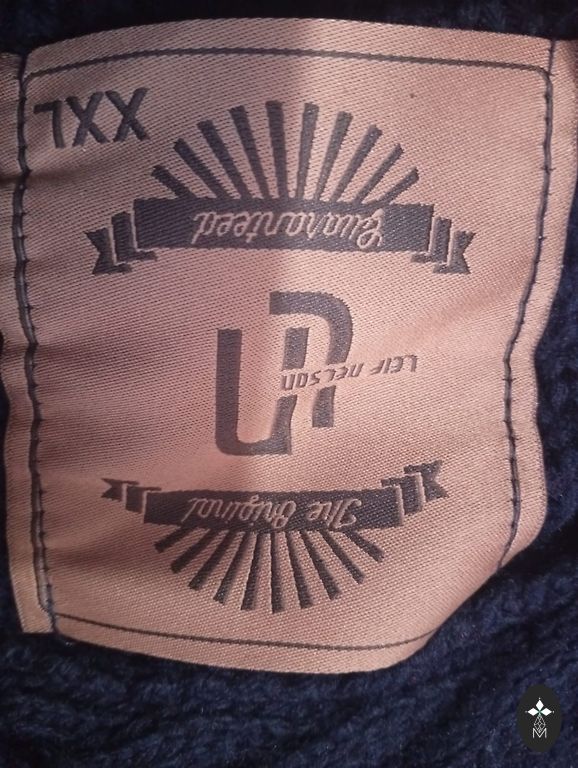 The Original
LEIF NELSON
Guaranteed
XXL
M